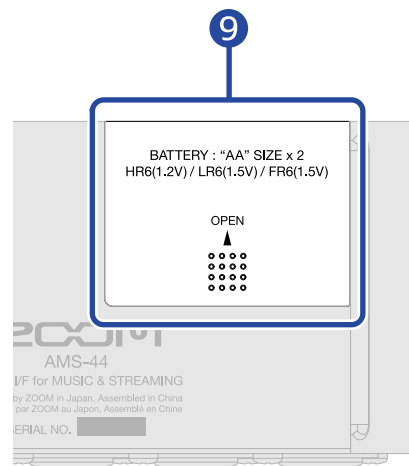 9
BATTERY : “AA” SIZE x 2
HR6(1.2V) / LR6(1.5V) / FR6(1.5V)
OPEN
ZOOM
AMS-44
I/F for MUSIC & STREAMING
by ZOOM in Japan, Assembled in China
par ZOOM au Japon, Assemblé en Chine
SERIAL NO.